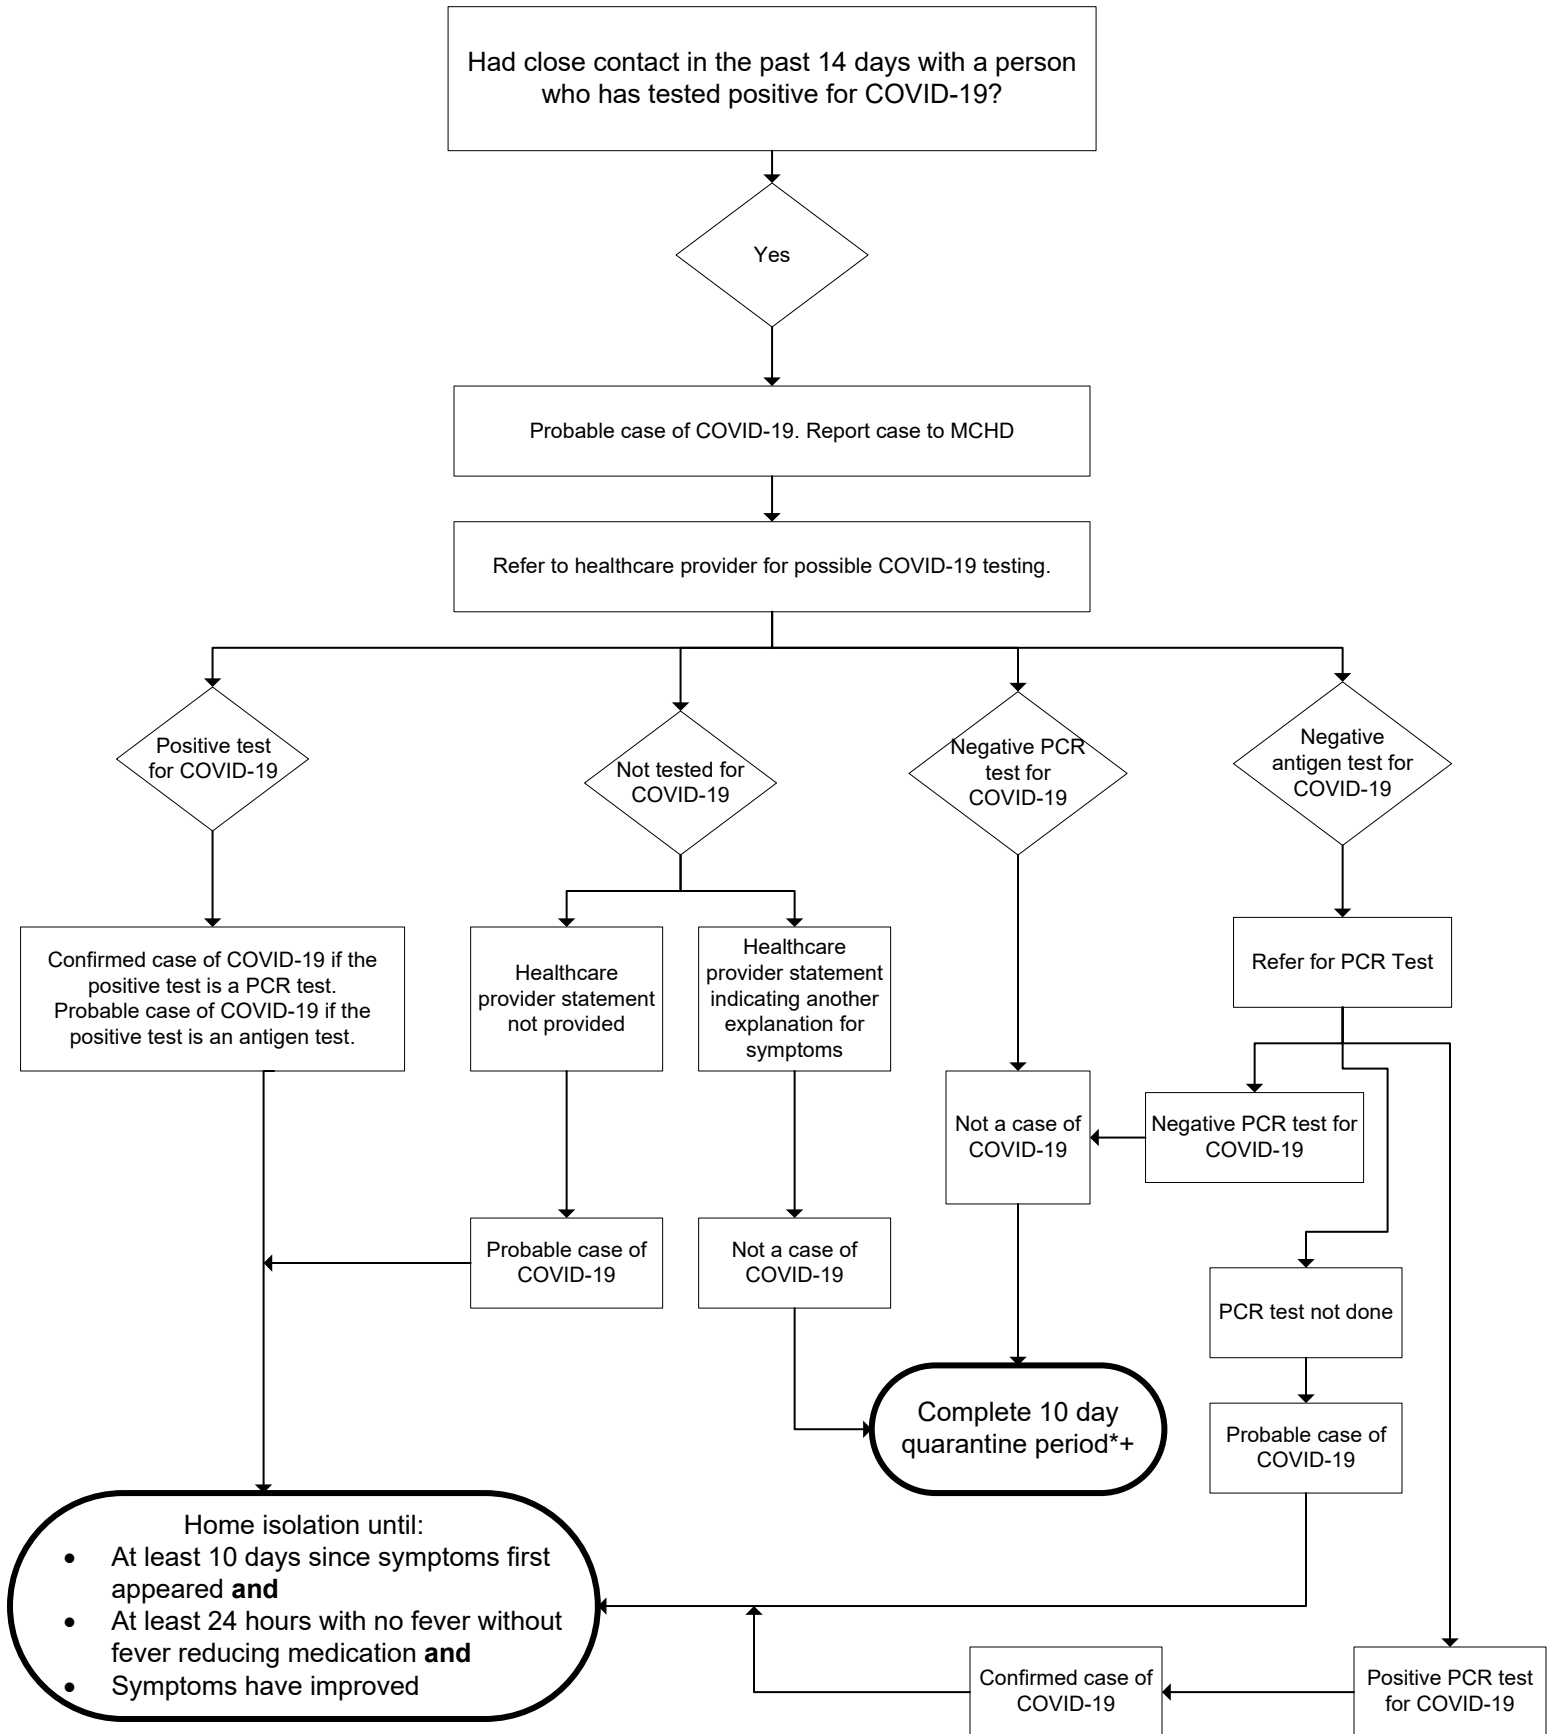 Had close contact in the past 14 days with a person
who has tested positive for COVID-19?
Yes
Probable case of COVID-19. Report case to MCHD
Refer to healthcare provider for possible COVID-19 testing.
Positive test
for COVID-19
Not tested for
COVID-19
Negative PCR
test for
COVID-19
Negative
antigen test for
COVID-19
Confirmed case of COVID-19 if the
positive test is a PCR test.
Probable case of COVID-19 if the
positive test is an antigen test.
Healthcare
provider statement
not provided
Healthcare
provider statement
indicating another
explanation for
symptoms
Refer for PCR Test
Not a case of
COVID-19
Negative PCR test for
COVID-19
Probable case of
COVID-19
Not a case of
COVID-19
PCR test not done
Complete 10 day
quarantine period*+
Probable case of
COVID-19
Home isolation until:
• At least 10 days since symptoms first
appeared and
• At least 24 hours with no fever without
fever reducing medication and
• Symptoms have improved
Confirmed case of
COVID-19
Positive PCR test
for COVID-19